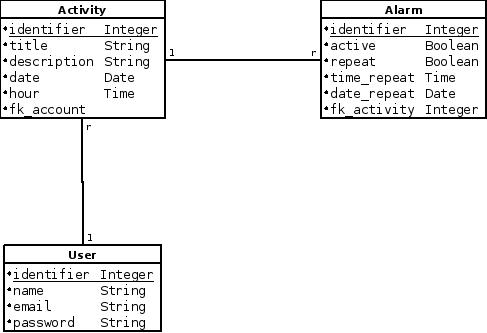 Activity
identifier Integer
title String
description String
date Date
hour Time
fk_account
Alarm
identifier Integer
active Boolean
repeat Boolean
time_repeat Time
date_repeat Date
fk_activity Integer
1
r
r
1
User
identifier Integer
name String
email String
password String